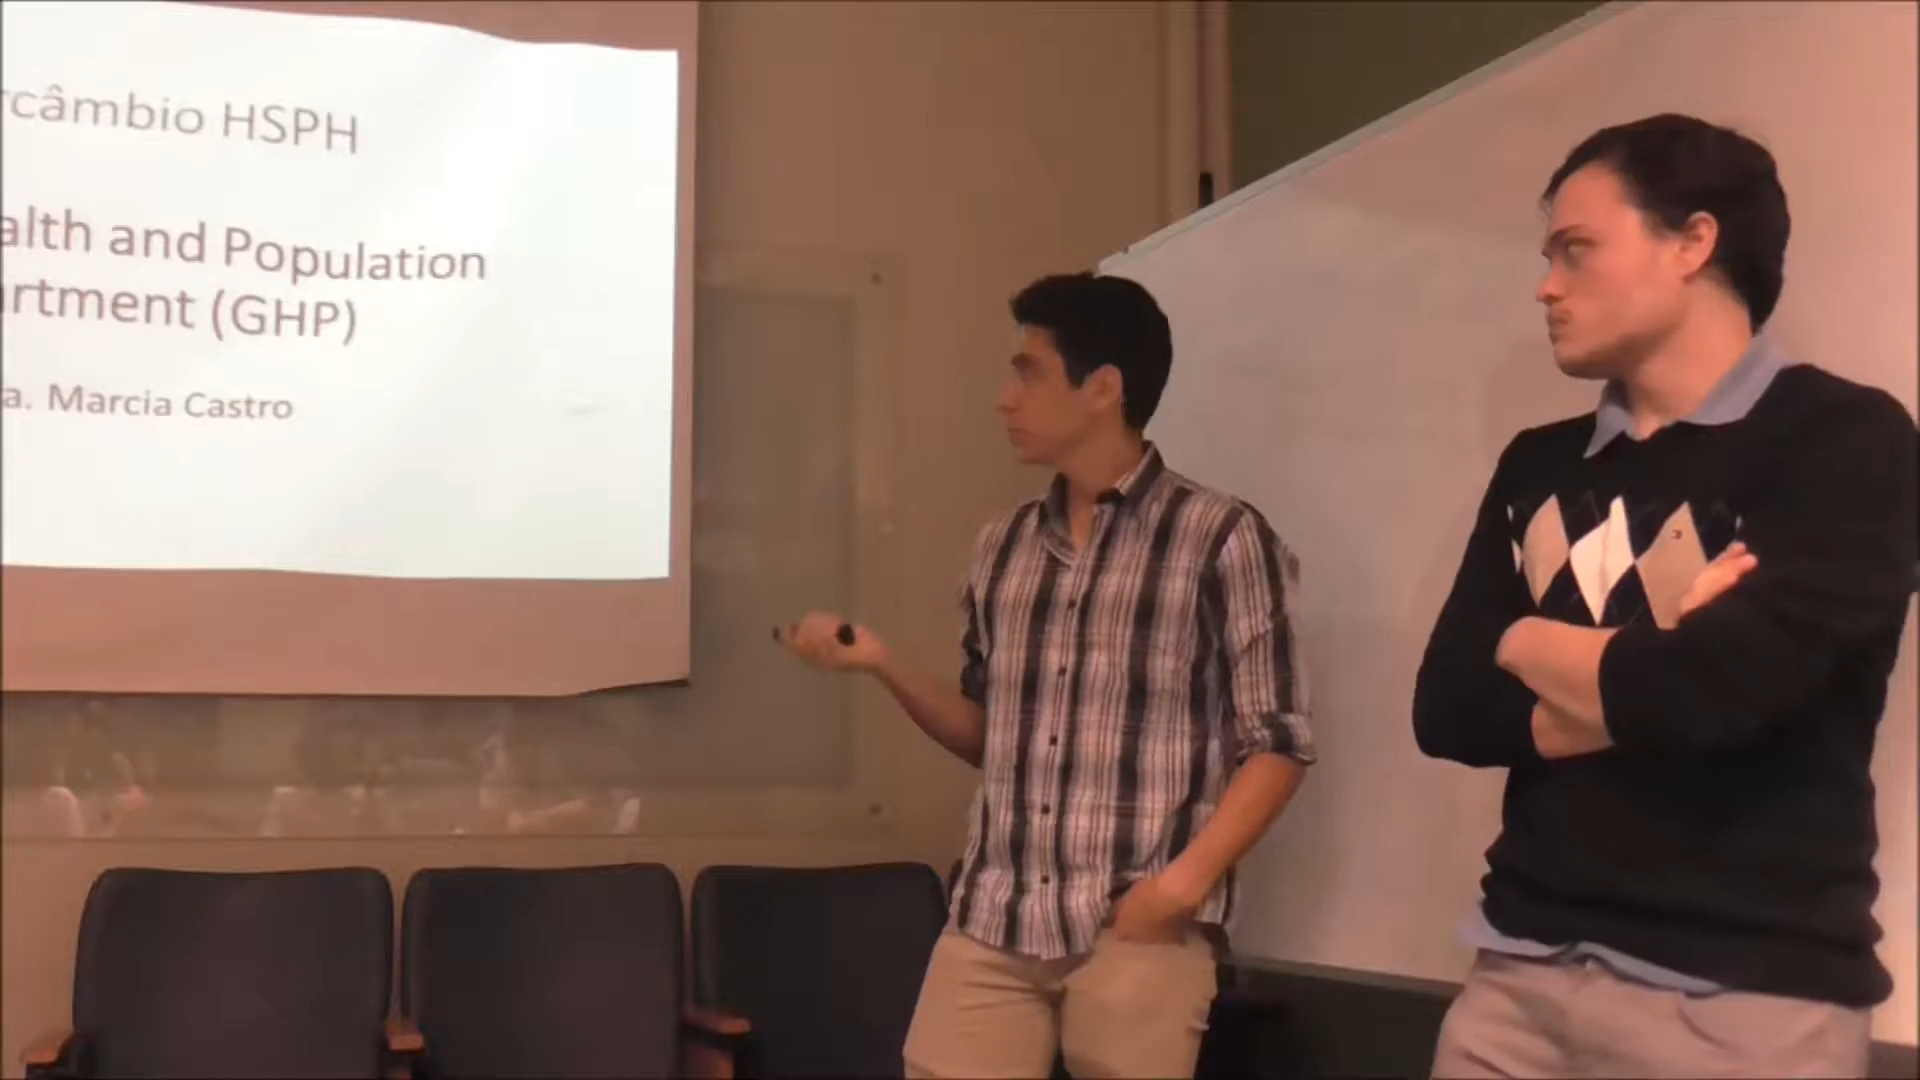 rcâmbio HSPH
alth and Population
artment (GHP)
a. Marcia Castro